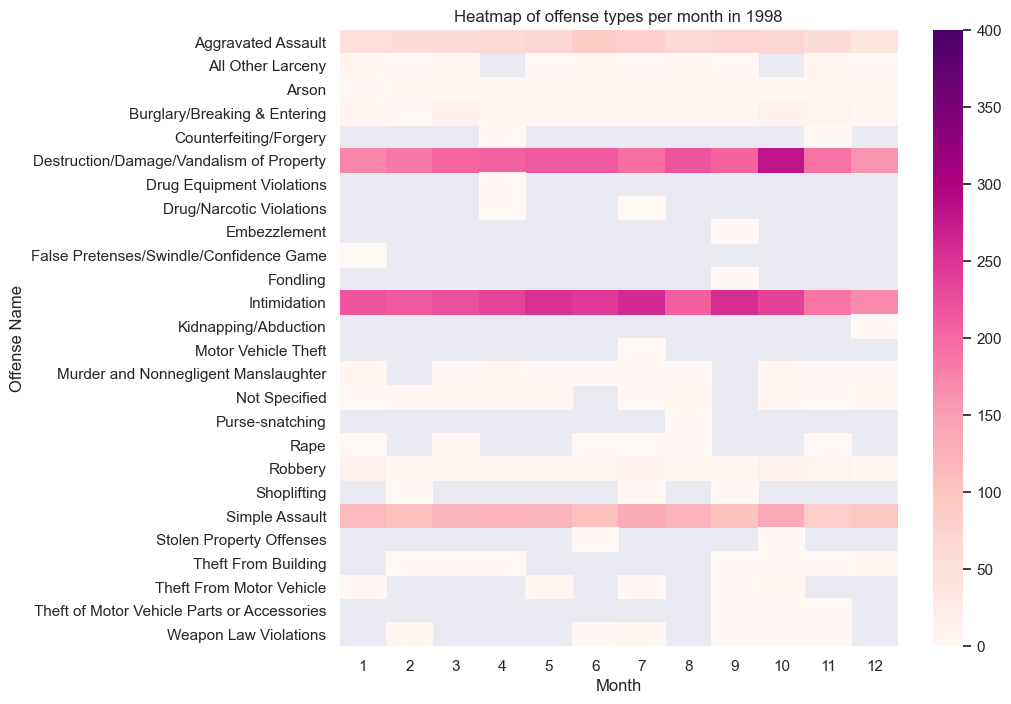 Heatmap of offense types per month in 1998
Offense Name
Aggravated Assault
All Other Larceny
Arson
Burglary/Breaking & Entering
Counterfeiting/Forgery
Destruction/Damage/Vandalism of Property
Drug Equipment Violations
Drug/Narcotic Violations
Embezzlement
False Pretenses/Swindle/Confidence Game
Fondling
Intimidation
Kidnapping/Abduction
Motor Vehicle Theft
Murder and Nonnegligent Manslaughter
Not Specified
Purse-snatching
Rape
Robbery
Shoplifting
Simple Assault
Stolen Property Offenses
Theft From Building
Theft From Motor Vehicle
Theft of Motor Vehicle Parts or Accessories
Weapon Law Violations
1 2 3 4 5 6 7 8 9 10 11 12
Month
400
350
300
250
200
150
100
50
0